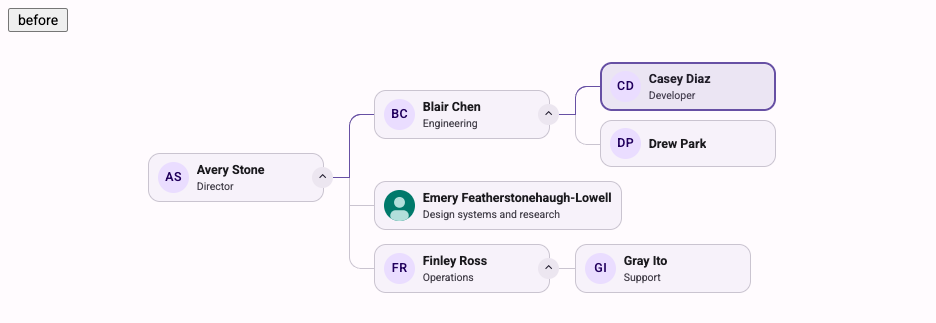 before
AS
Avery Stone
Director
BC
Blair Chen
Engineering
CD
Casey Diaz
Developer
DP
Drew Park
Emery Featherstonehaugh-Lowell
Design systems and research
FR
Finley Ross
Operations
GI
Gray Ito
Support